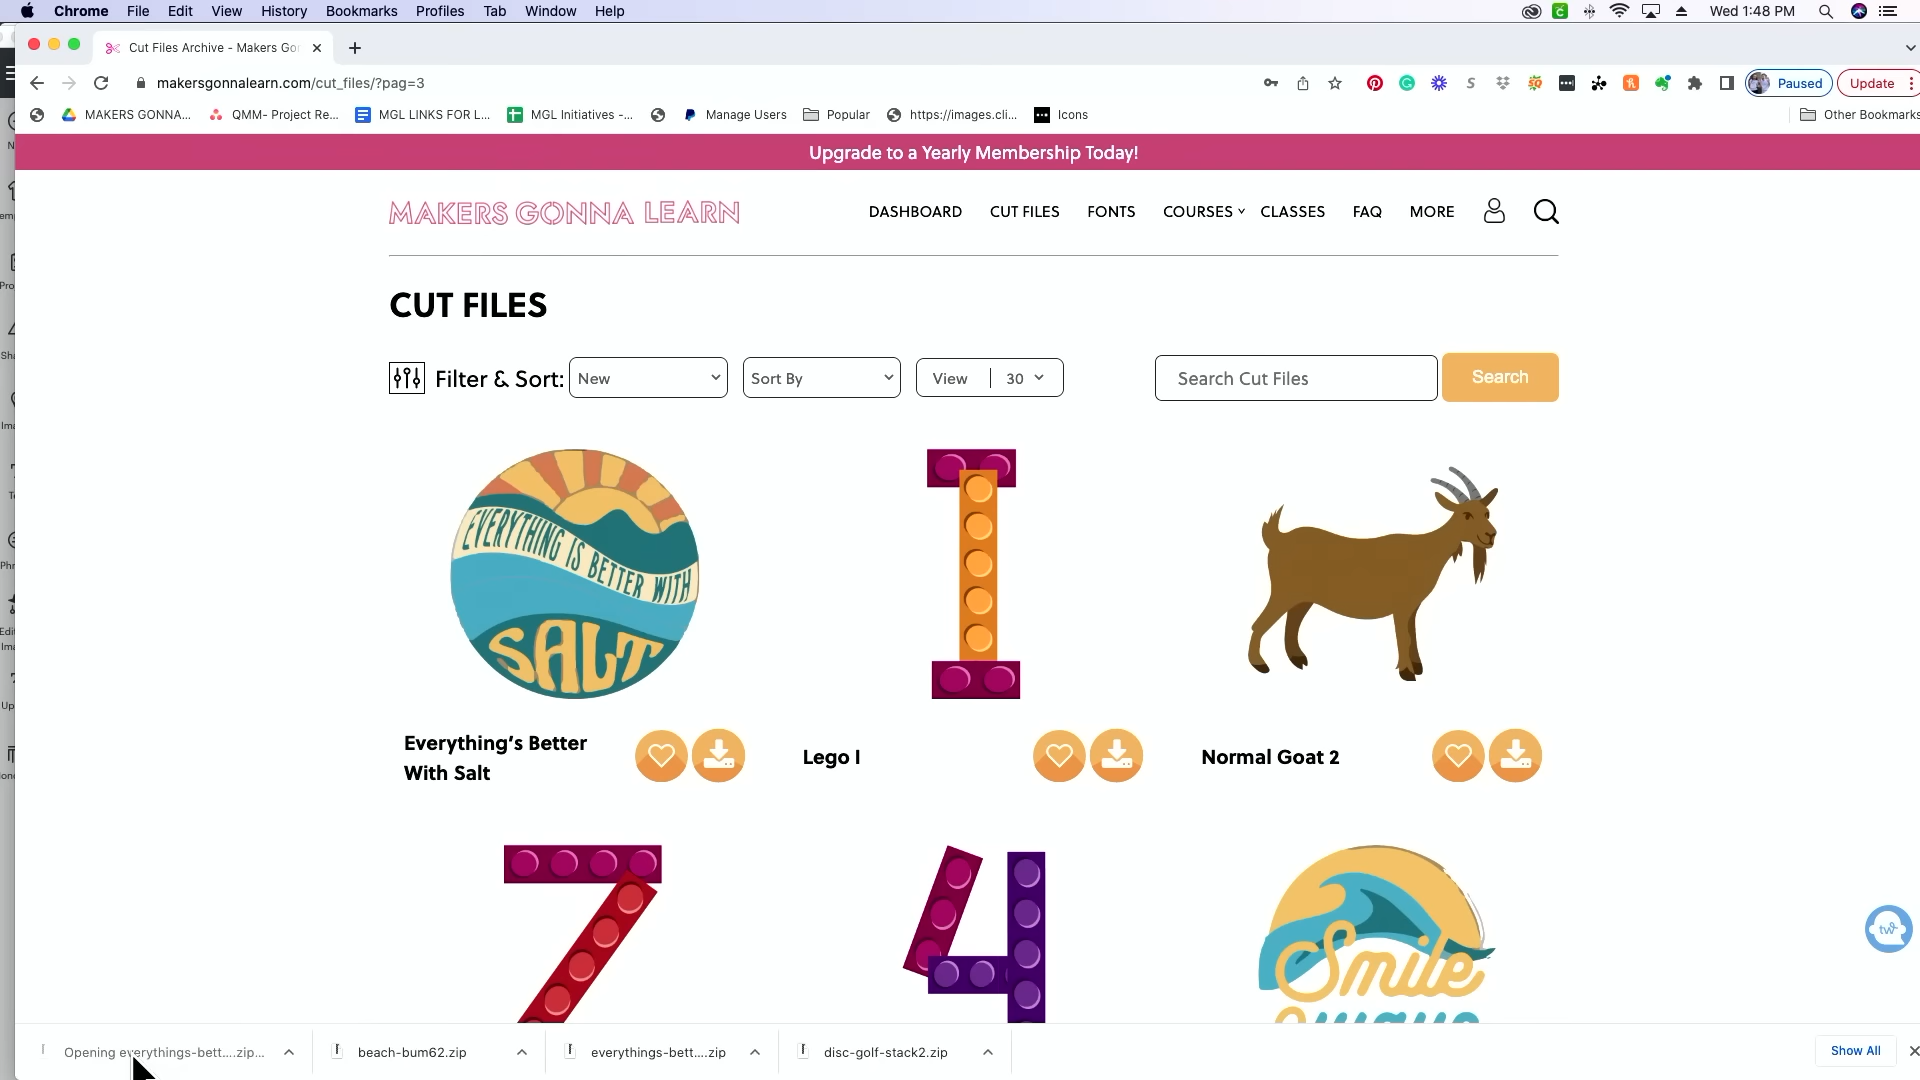 Chrome File Edit View History Bookmarks Profiles Tab Window Help Wed 1:48 PM
Cut Files Archive - Makers Go
makersgonnalearn.com/cut_files/?pag=3 Paused Update
MAKERS GONNA... QMM- Project Re... MGL LINKS FOR L... MGL Initiatives -... Manage Users Popular https://images.cli... Icons Other Bookmarks
Upgrade to a Yearly Membership Today!
MAKERS GONNA LEARN DASHBOARD CUT FILES FONTS COURSES CLASSES FAQ MORE
CUT FILES
Filter & Sort: New Sort By View 30 Search Cut Files Search
EVERYTHING IS BETTER WITH
SALT
Everything's Better
With Salt
Lego I
Normal Goat 2
Smile
tw
Opening everythings-bett....zip... beach-bum62.zip everythings-bett....zip disc-golf-stack2.zip Show All